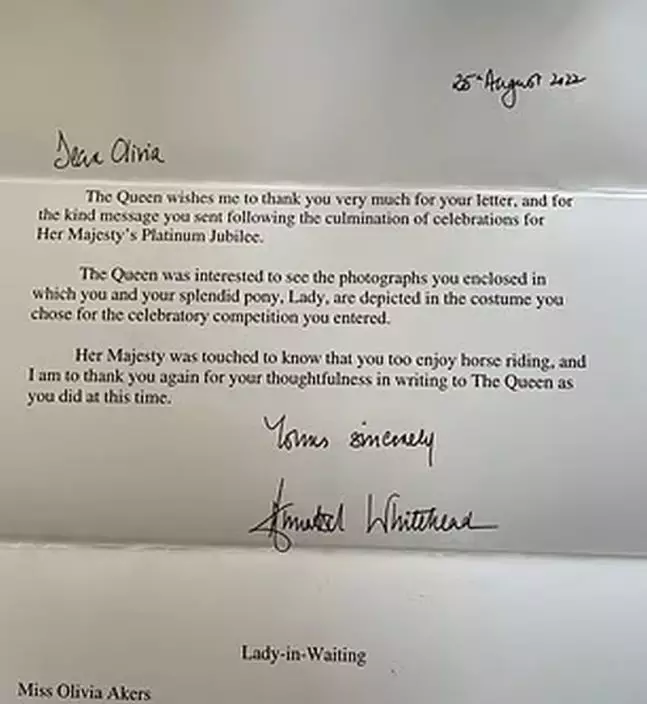 25th August 2022
Dear Olivia
The Queen wishes me to thank you very much for your letter, and for
the kind message you sent following the culmination of celebrations for
Her Majesty's Platinum Jubilee.
The Queen was interested to see the photographs you enclosed in
which you and your splendid pony, Lady, are depicted in the costume you
chose for the celebratory competition you entered.
Her Majesty was touched to know that you too enjoy horse riding, and
I am to thank you again for your thoughtfulness in writing to The Queen as
you did at this time.
Yours sincerely
Annabel Whitehead
Lady-in-Waiting
Miss Olivia Akers